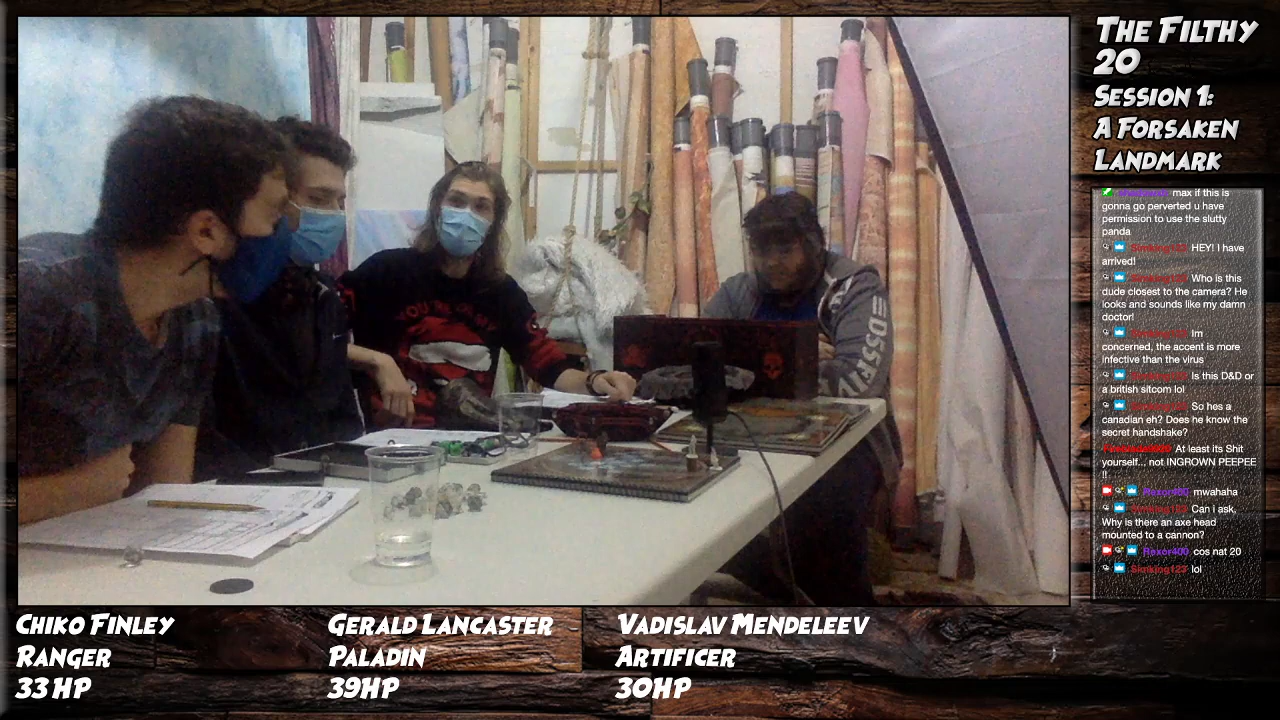 THE FILTHY
20
SESSION 1:
A FORSAKEN
LANDMARK
max if this is
gonna go perverted u have
permission to use the slutty
panda
HEY! I have
arrived!
Who is this
dude closest to the camera? He
looks and sounds like my damn
doctor!
Im
concerned, the accent is more
infective than the virus
Is this D&D or
a british sitcom lol
So hes a
canadian eh? Does he know the
secret handshake?
At least its Shit
yourself... not INGROWN PEEPEE
!!
Rexor400 mwahaha
Can i ask,
Why is there an axe head
mounted to a cannon?
Rexor400 cos nat 20
lol
CHIKO FINLEY
RANGER
33HP
GERALD LANCASTER
PALADIN
39HP
VADISLAV MENDELEEV
ARTIFICER
30HP